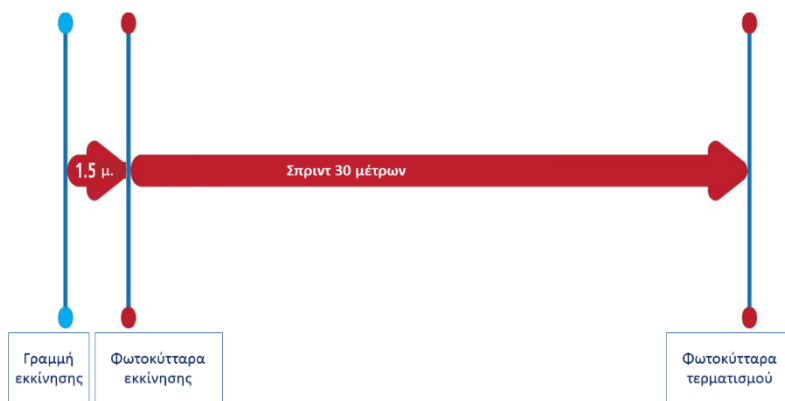 1.5 μ.
Σπριντ 30 μέτρων
Γραμμή
εκκίνησης
Φωτοκύτταρα
εκκίνησης
Φωτοκύτταρα
τερματισμού